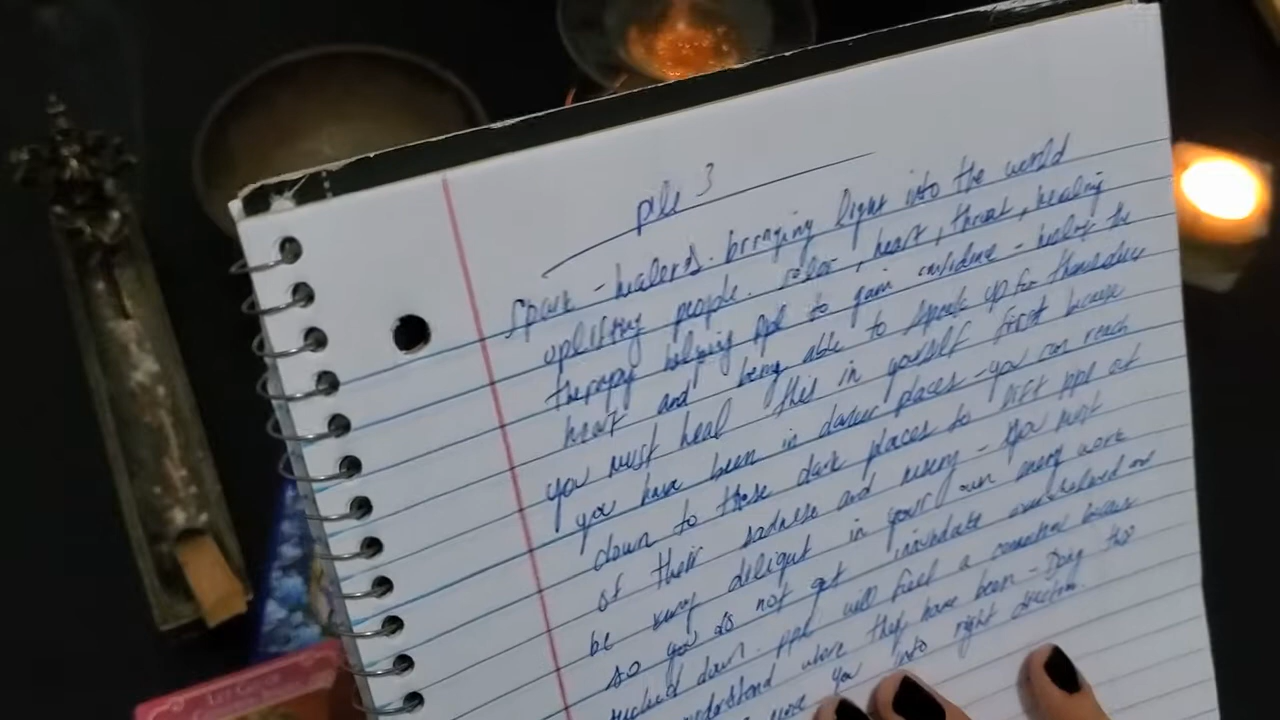 pile 3
Spark - healers. bringing light into the world
uplifting people. solar, heart, throat, healing
therapy helping ppl to gain confidence - healing the
heart and being able to speak up for themselves
you must heal this in yourself first because
you have been in darker places - you can reach
down to these dark places to lift ppl out
of their sadness and misery - you must
be very diligent in your own energy work
so you do not get inundated overwhelmed or
sucked down. ppl will feel a connection because
understand where they have been - Doing this
you into right direction.